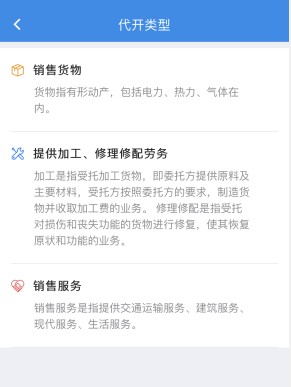 代开类型
销售货物
货物指有形动产，包括电力、热力、气体在
内。
提供加工、修理修配劳务
加工是指受托加工货物，即委托方提供原料及
主要材料，受托方按照委托方的要求，制造货
物并收取加工费的业务。 修理修配是指受托
对损伤和丧失功能的货物进行修复，使其恢复
原状和功能的业务。
销售服务
销售服务是指提供交通运输服务、建筑服务、
现代服务、生活服务。